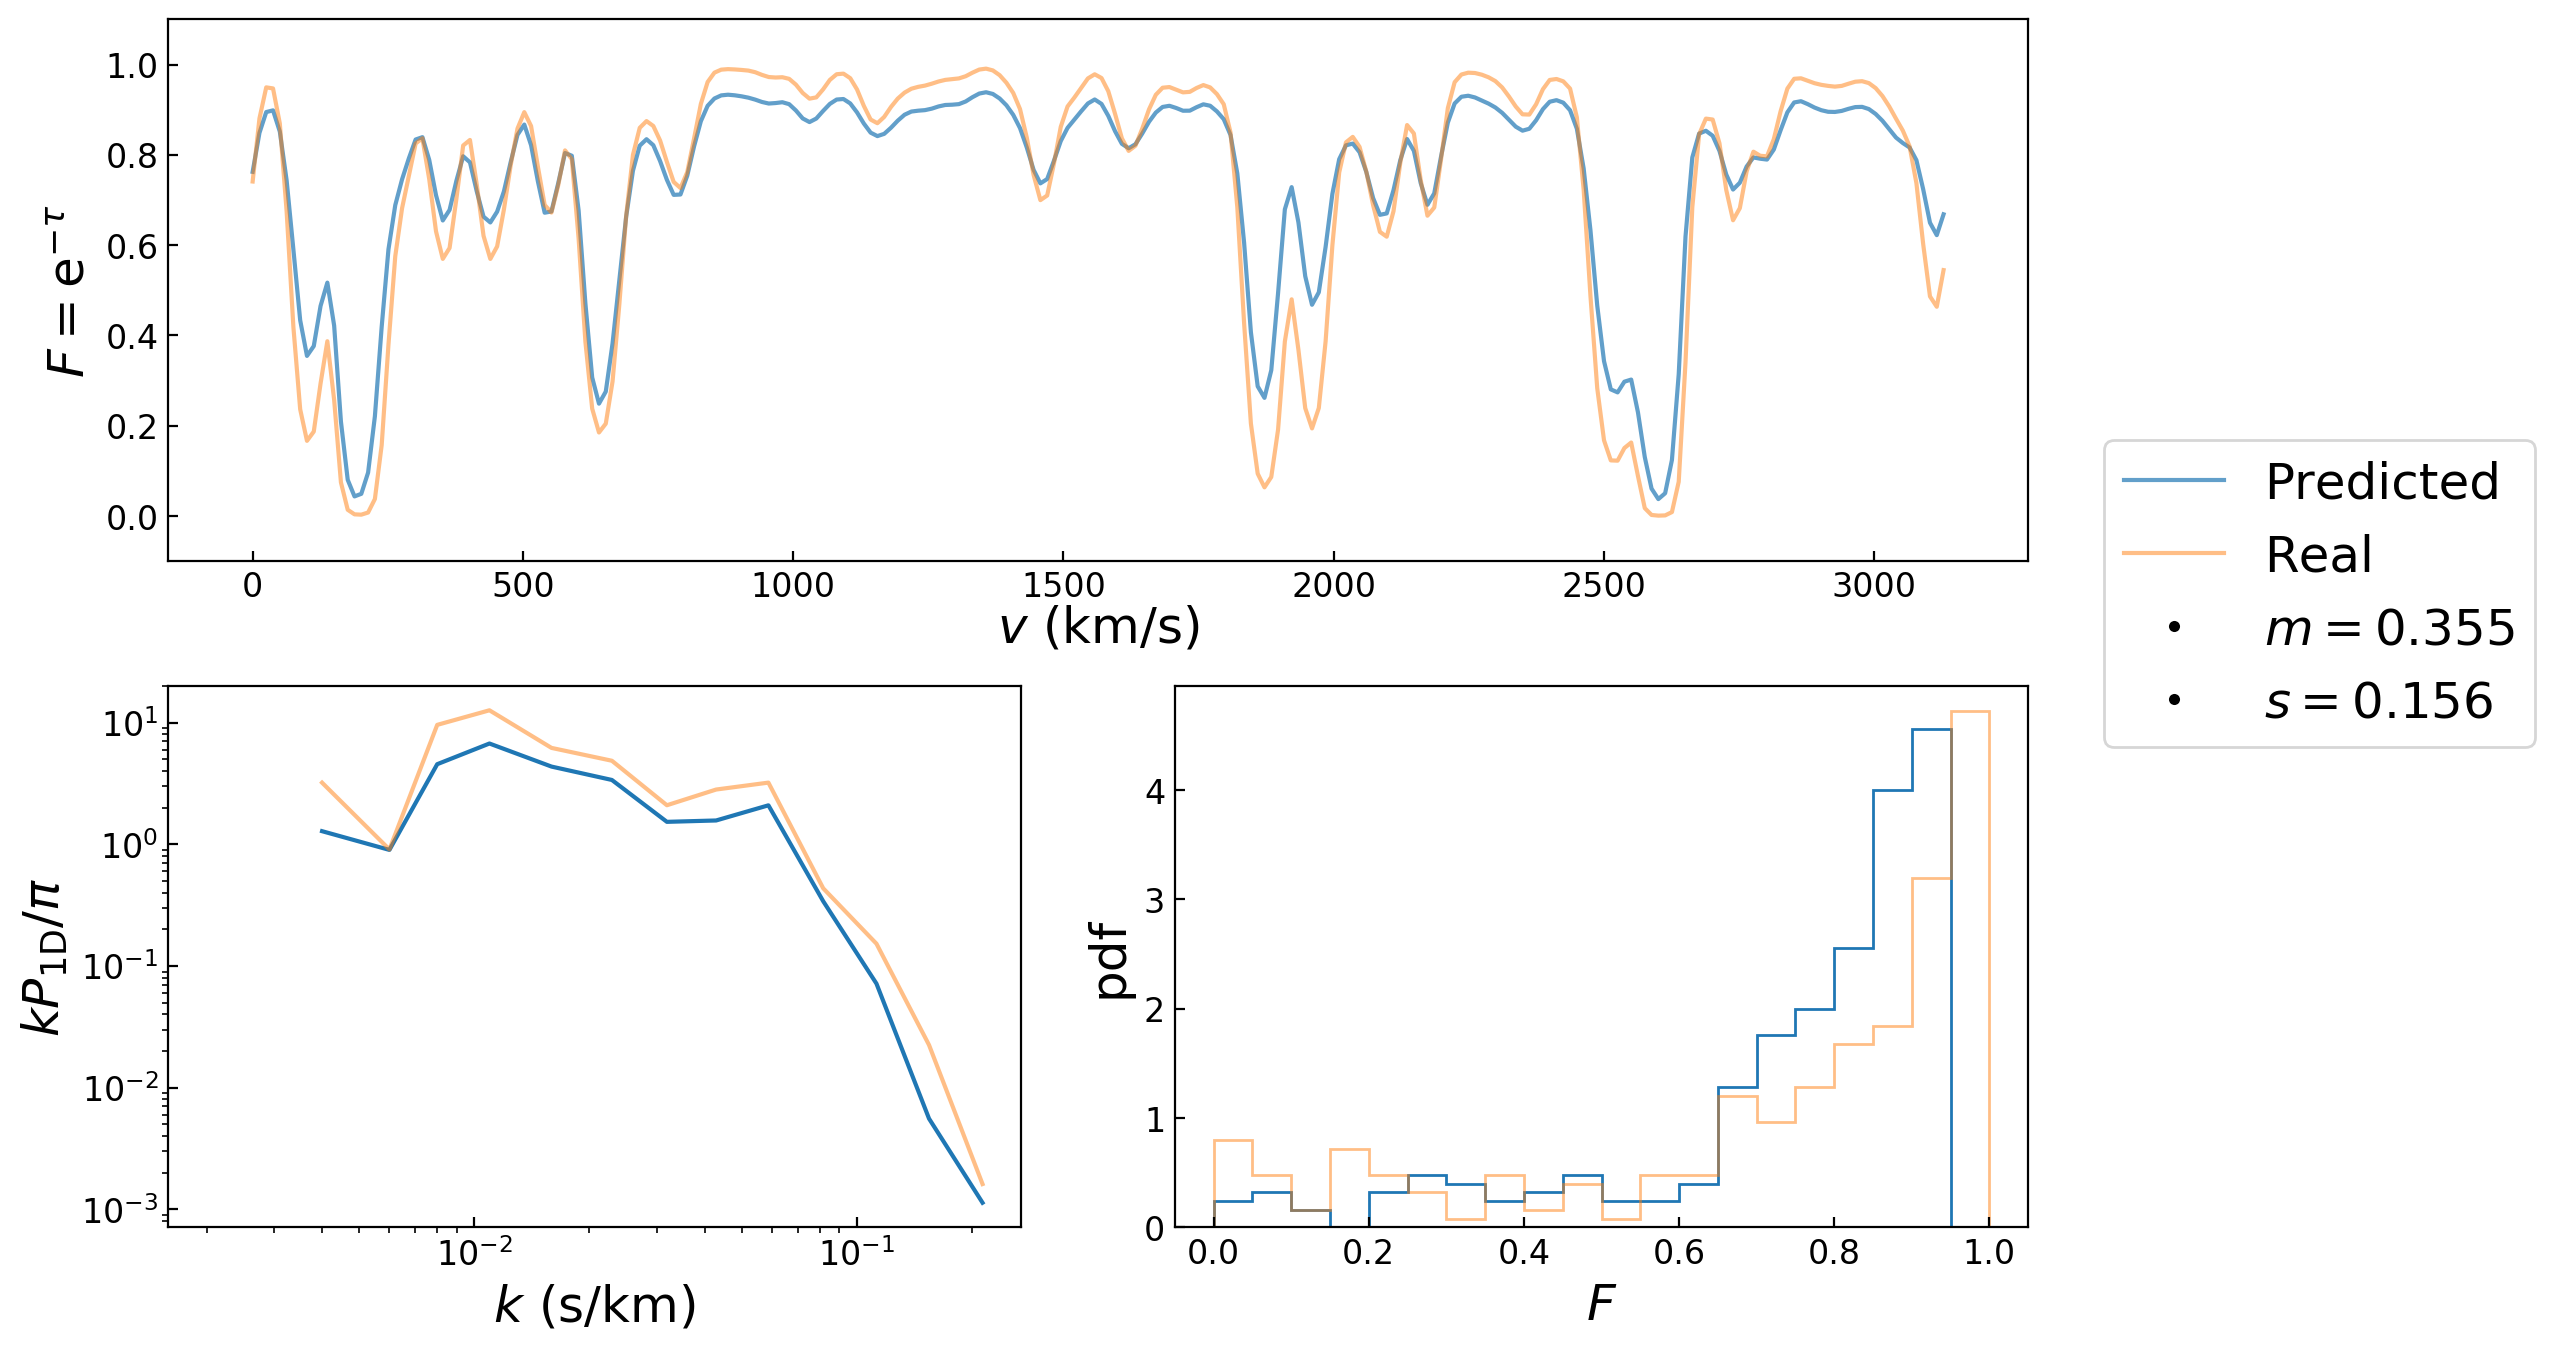 1.0
0.8
0.6
0.4
0.2
0.0
F = e^{−τ}
0 500 1000 1500 2000 2500 3000
v (km/s)
Predicted
Real
m = 0.355
s = 0.156
10^1
10^0
10^{−1}
10^{−2}
10^{−3}
kP_{1D}/π
10^{−2} 10^{−1}
k (s/km)
4
3
2
1
0
pdf
0.0 0.2 0.4 0.6 0.8 1.0
F